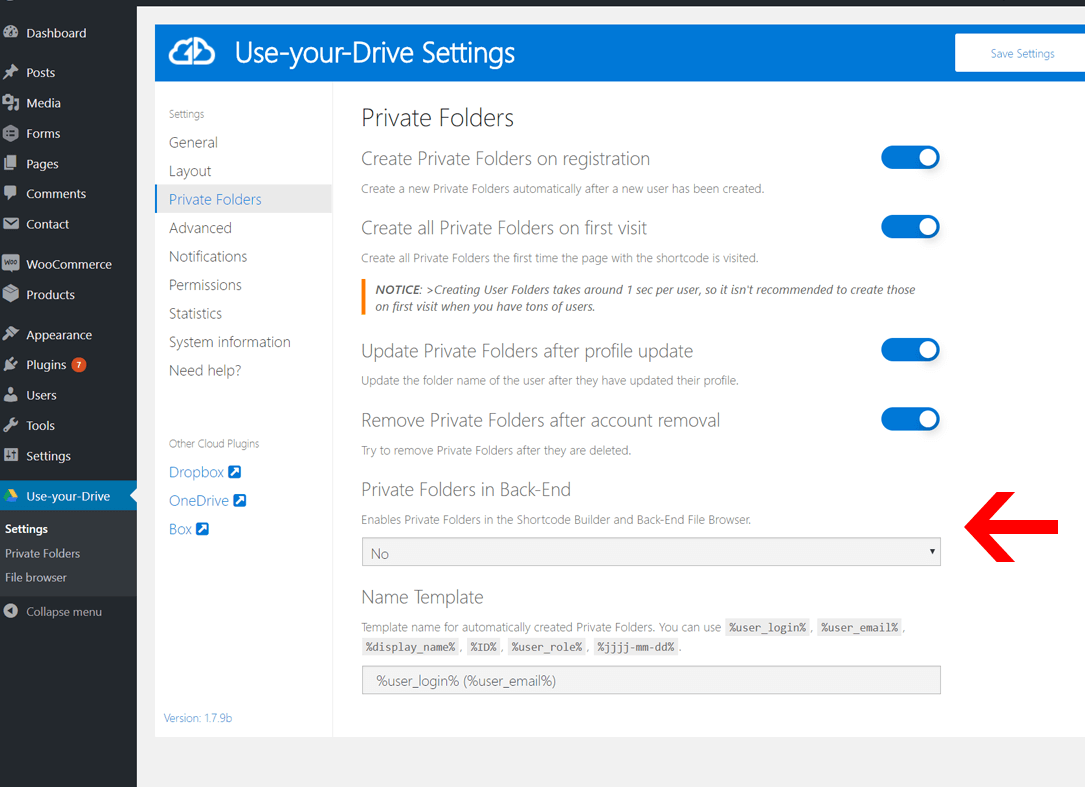 Dashboard
Posts
Media
Forms
Pages
Comments
Contact
WooCommerce
Products
Appearance
Plugins 7
Users
Tools
Settings
Use-your-Drive
Settings
Private Folders
File browser
Collapse menu
Use-your-Drive Settings
Save Settings
Settings
General
Layout
Private Folders
Advanced
Notifications
Permissions
Statistics
System information
Need help?
Other Cloud Plugins
Dropbox
OneDrive
Box
Version: 1.7.9b
Private Folders
Create Private Folders on registration
Create a new Private Folders automatically after a new user has been created.
Create all Private Folders on first visit
Create all Private Folders the first time the page with the shortcode is visited.
NOTICE: >Creating User Folders takes around 1 sec per user, so it isn't recommended to create those
on first visit when you have tons of users.
Update Private Folders after profile update
Update the folder name of the user after they have updated their profile.
Remove Private Folders after account removal
Try to remove Private Folders after they are deleted.
Private Folders in Back-End
Enables Private Folders in the Shortcode Builder and Back-End File Browser.
No
Name Template
Template name for automatically created Private Folders. You can use %user_login% , %user_email% ,
%display_name% , %ID% , %user_role% , %jjjj-mm-dd% .
%user_login% (%user_email%)